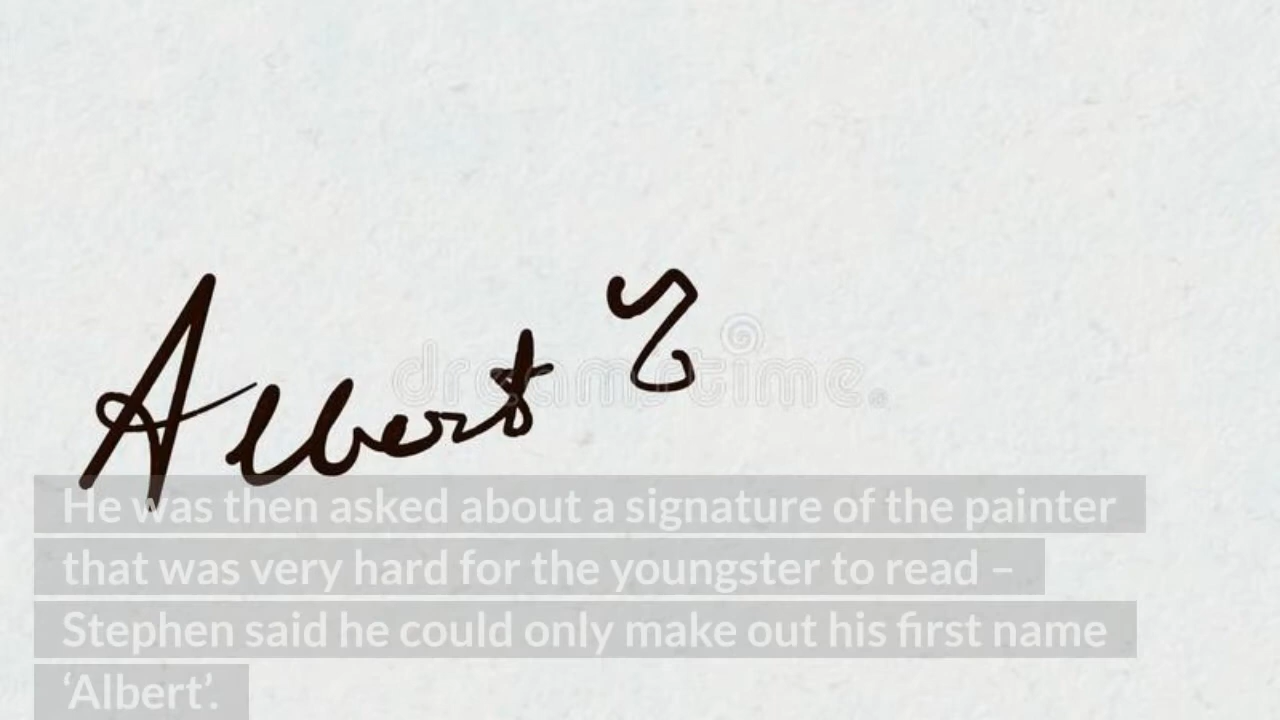 Albert
dreamstime.
He was then asked about a signature of the painter
that was very hard for the youngster to read –
Stephen said he could only make out his first name
‘Albert’.